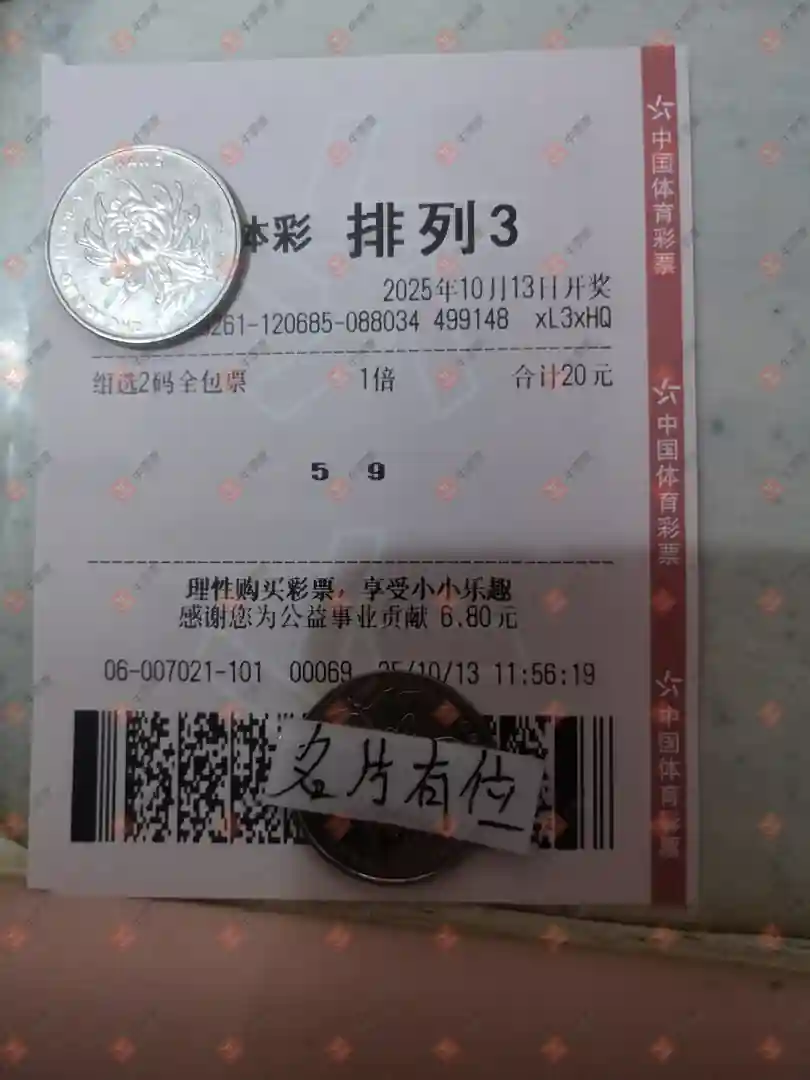 体彩 排列3
2025年10月13日开奖
261-120685-088034 499148 xL3xHQ
组选2码全包票 1倍 合计20元
5 9
理性购买彩票，享受小小乐趣
感谢您为公益事业贡献 6.80元
06-007021-101 00069 25/10/13 11:56:19
名片有位
中国体育彩票
中国体育彩票
中国体育彩票